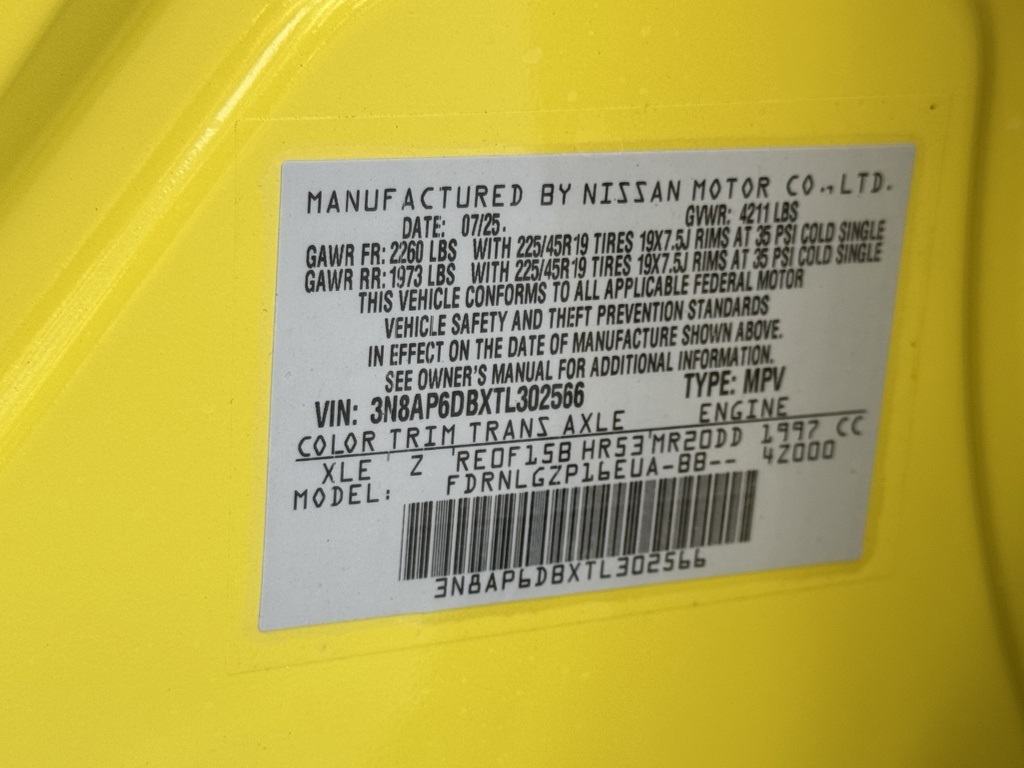 MANUFACTURED BY NISSAN MOTOR CO., LTD.
DATE: 07/25. GVWR: 4211 LBS
GAWR FR: 2260 LBS WITH 225/45R19 TIRES 19X7.5J RIMS AT 35 PSI COLD SINGLE
GAWR RR: 1973 LBS WITH 225/45R19 TIRES 19X7.5J RIMS AT 35 PSI COLD SINGLE
THIS VEHICLE CONFORMS TO ALL APPLICABLE FEDERAL MOTOR
VEHICLE SAFETY AND THEFT PREVENTION STANDARDS
IN EFFECT ON THE DATE OF MANUFACTURE SHOWN ABOVE.
SEE OWNER'S MANUAL FOR ADDITIONAL INFORMATION.
VIN: 3N8AP6DBXTL302566 TYPE: MPV
COLOR TRIM TRANS AXLE ENGINE
XLE Z RE0F15B HR53 MR20DD 1997 CC
MODEL: FDRNLGZP16EUA-BB-- 4Z000
3N8AP6DBXTL302566